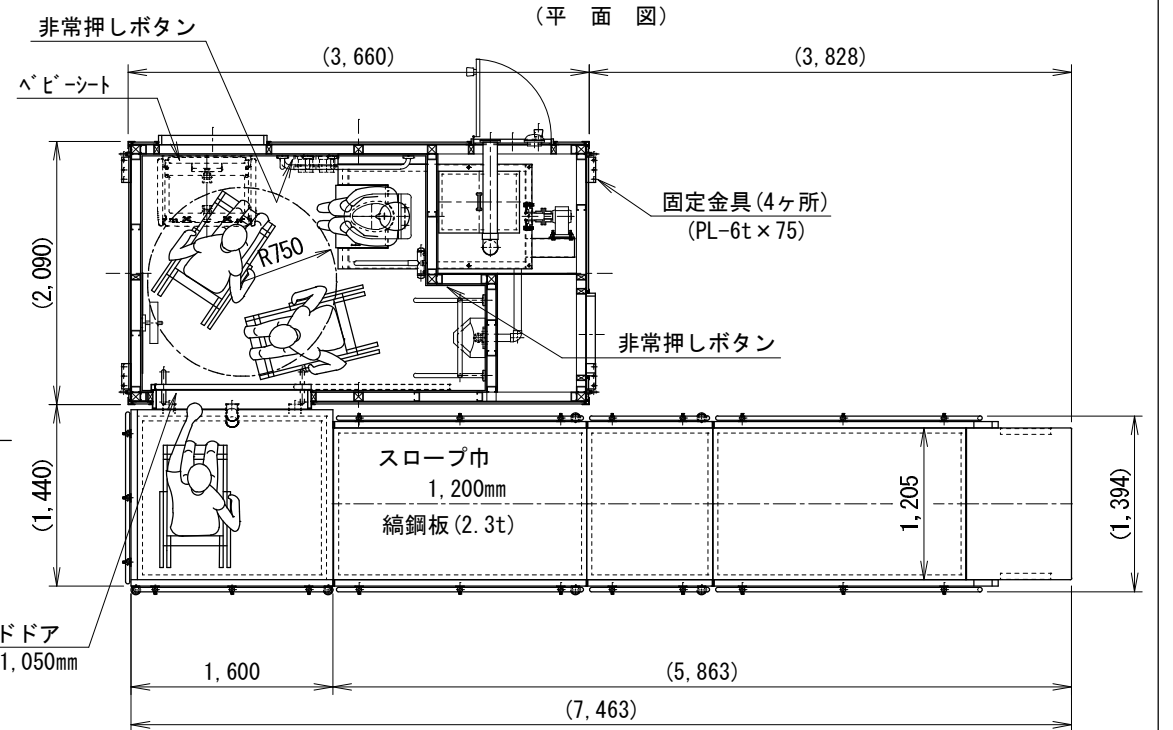 (平 面 図)
非常押しボタン
(3,660)
(3,828)
ベビーシート
固定金具(4ヶ所)
(PL-6t×75)
R750
(2,090)
非常押しボタン
スロープ巾
1,200mm
縞鋼板(2.3t)
(1,440)
1,205
(1,394)
ドドア
1,050mm
1,600
(5,863)
(7,463)